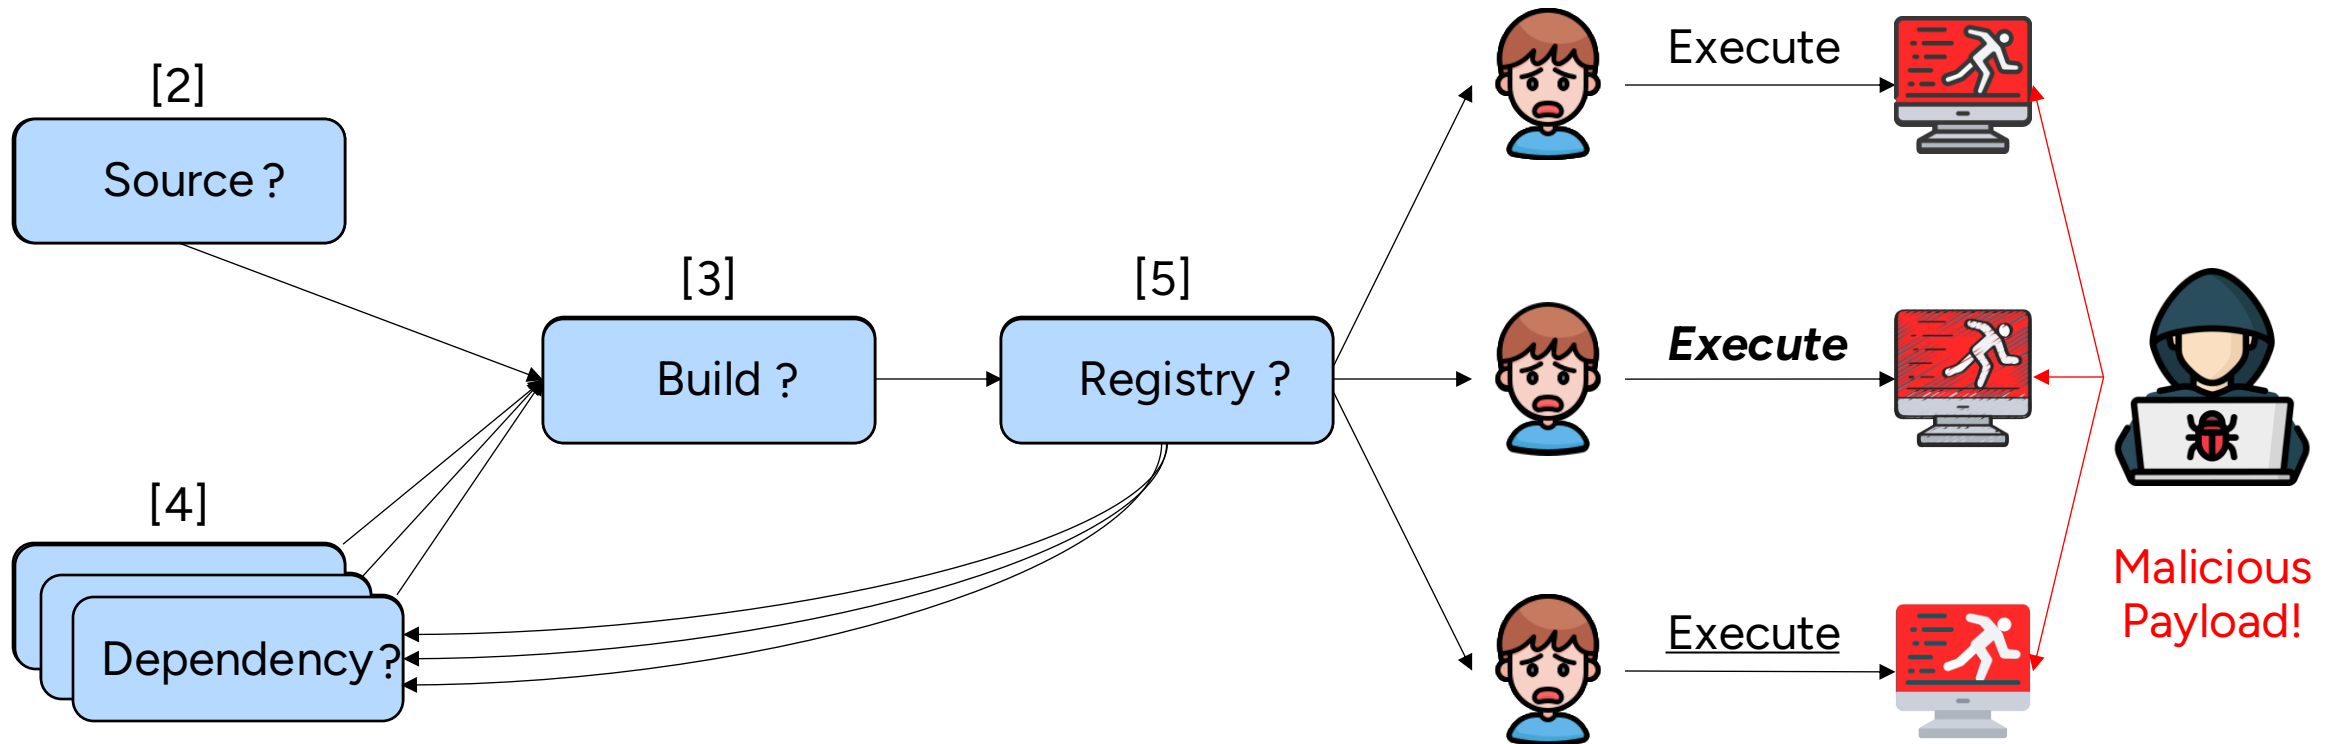 [2]
Source ?
[3]
Build ?
[4]
Dependency?
[5]
Registry ?
Execute
Execute
Execute
Malicious
Payload!